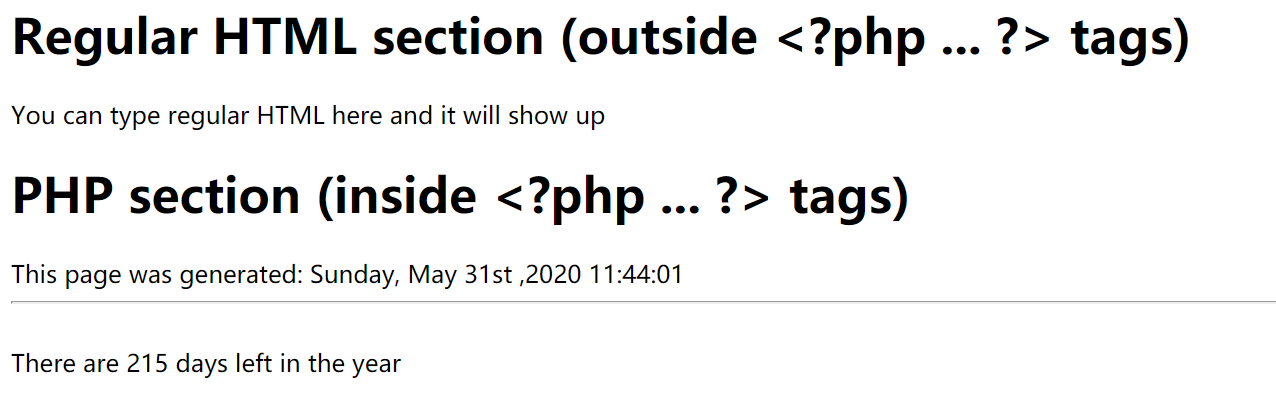 Regular HTML section (outside <?php ... ?> tags)
You can type regular HTML here and it will show up
PHP section (inside <?php ... ?> tags)
This page was generated: Sunday, May 31st ,2020 11:44:01
There are 215 days left in the year